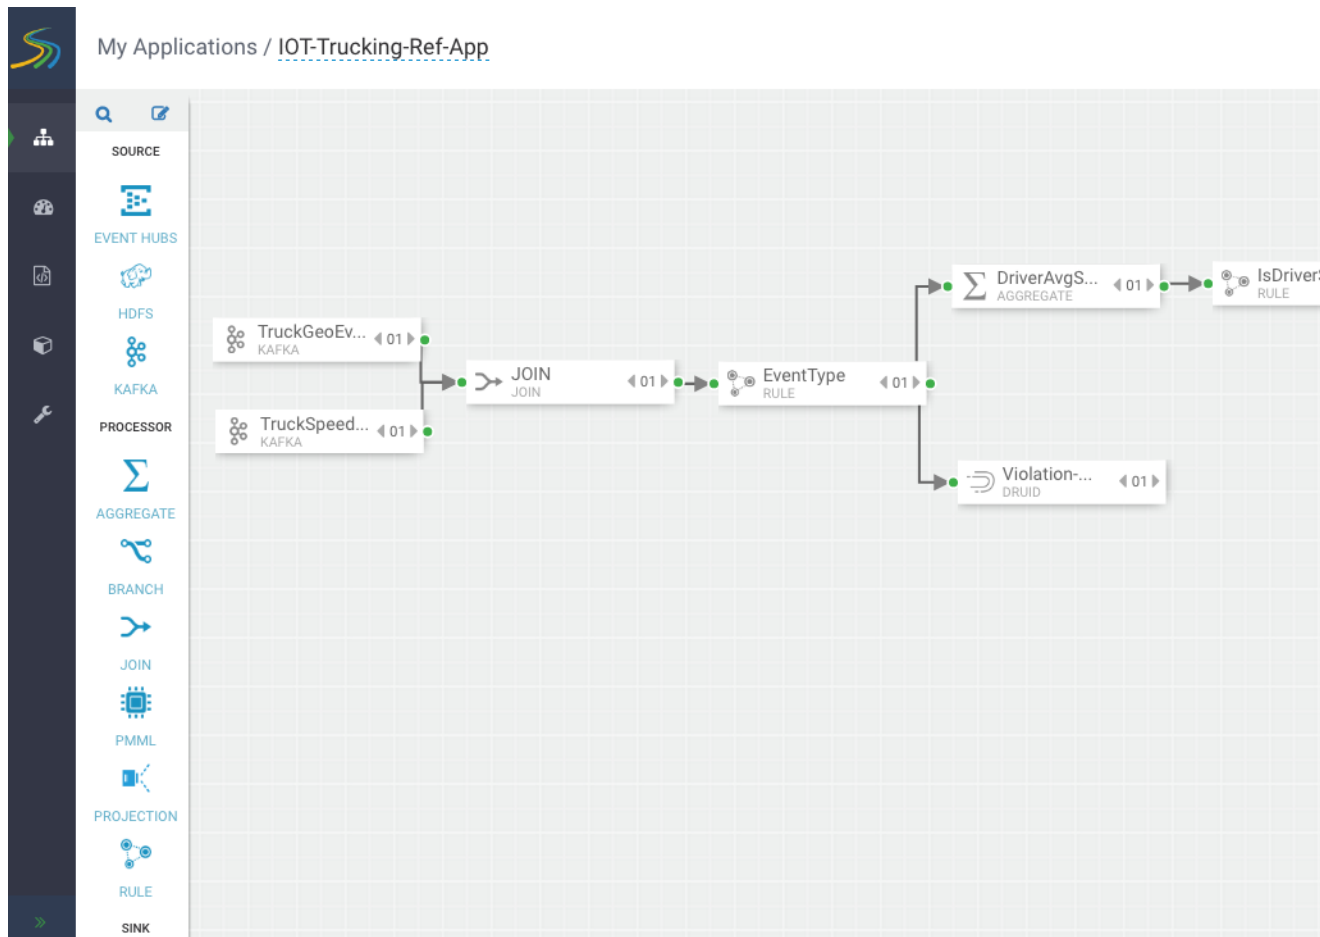 My Applications / IOT-Trucking-Ref-App
SOURCE
EVENT HUBS
HDFS
KAFKA
PROCESSOR
AGGREGATE
BRANCH
JOIN
PMML
PROJECTION
RULE
SINK
TruckGeoEv... 01
KAFKA
TruckSpeed... 01
KAFKA
JOIN 01
JOIN
EventType 01
RULE
DriverAvgS... 01
AGGREGATE
Violation-... 01
DRUID
IsDriverS
RULE